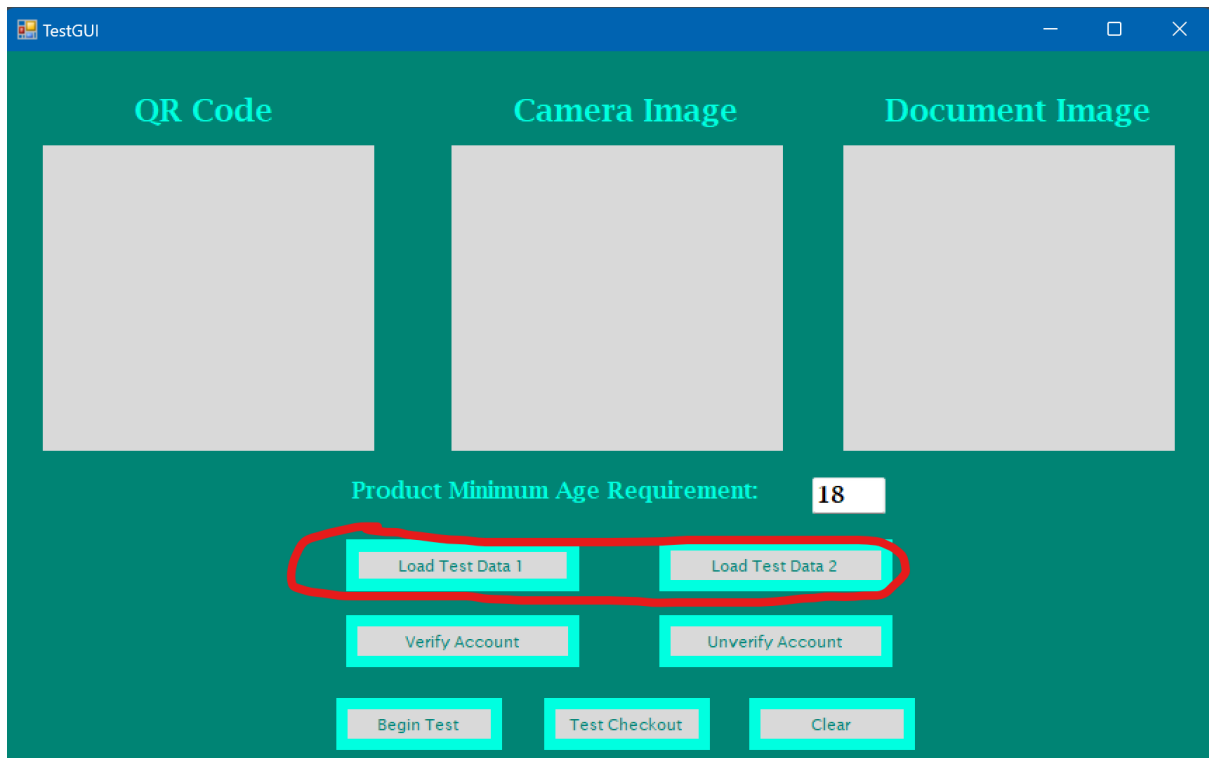 TestGUI
QR Code Camera Image Document Image
Product Minimum Age Requirement: 18
Load Test Data 1 Load Test Data 2
Verify Account Unverify Account
Begin Test Test Checkout Clear